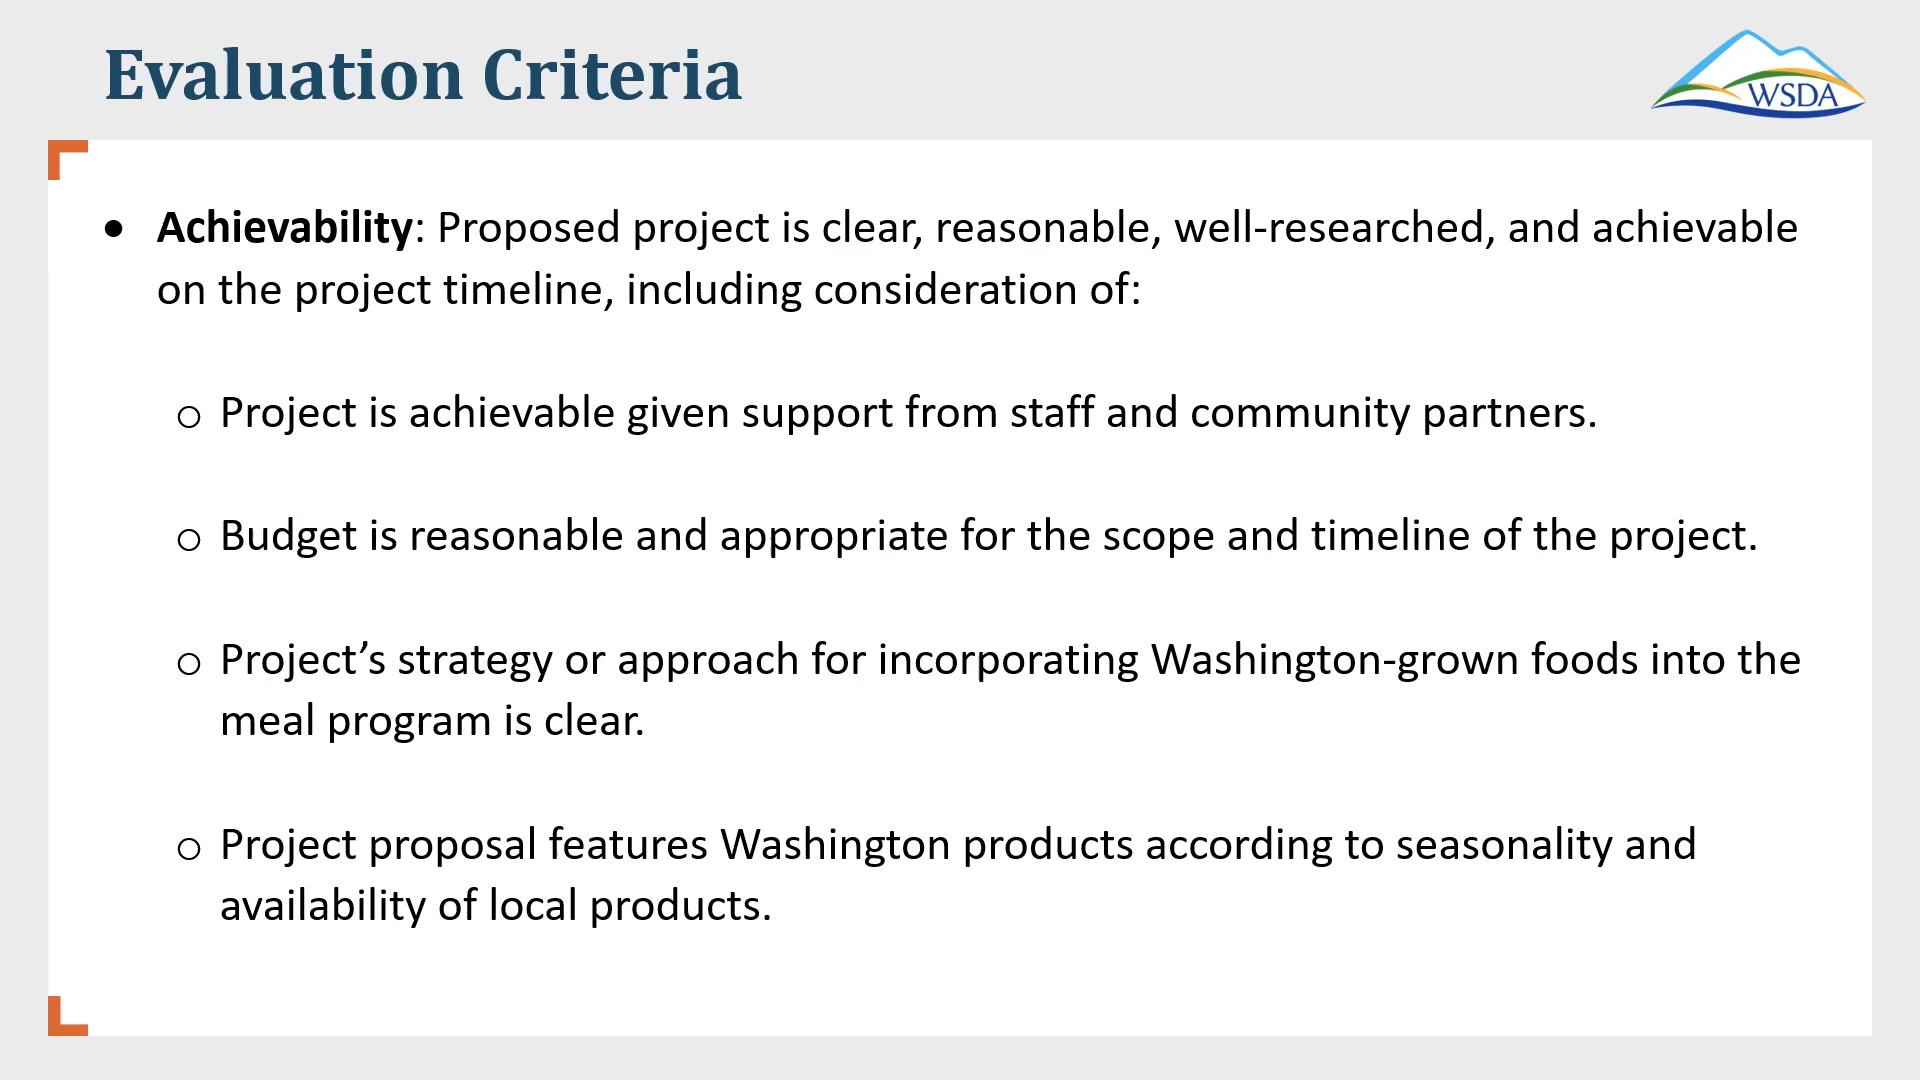 Evaluation Criteria
WSDA
• Achievability: Proposed project is clear, reasonable, well-researched, and achievable
on the project timeline, including consideration of:
o Project is achievable given support from staff and community partners.
o Budget is reasonable and appropriate for the scope and timeline of the project.
o Project’s strategy or approach for incorporating Washington-grown foods into the
meal program is clear.
o Project proposal features Washington products according to seasonality and
availability of local products.